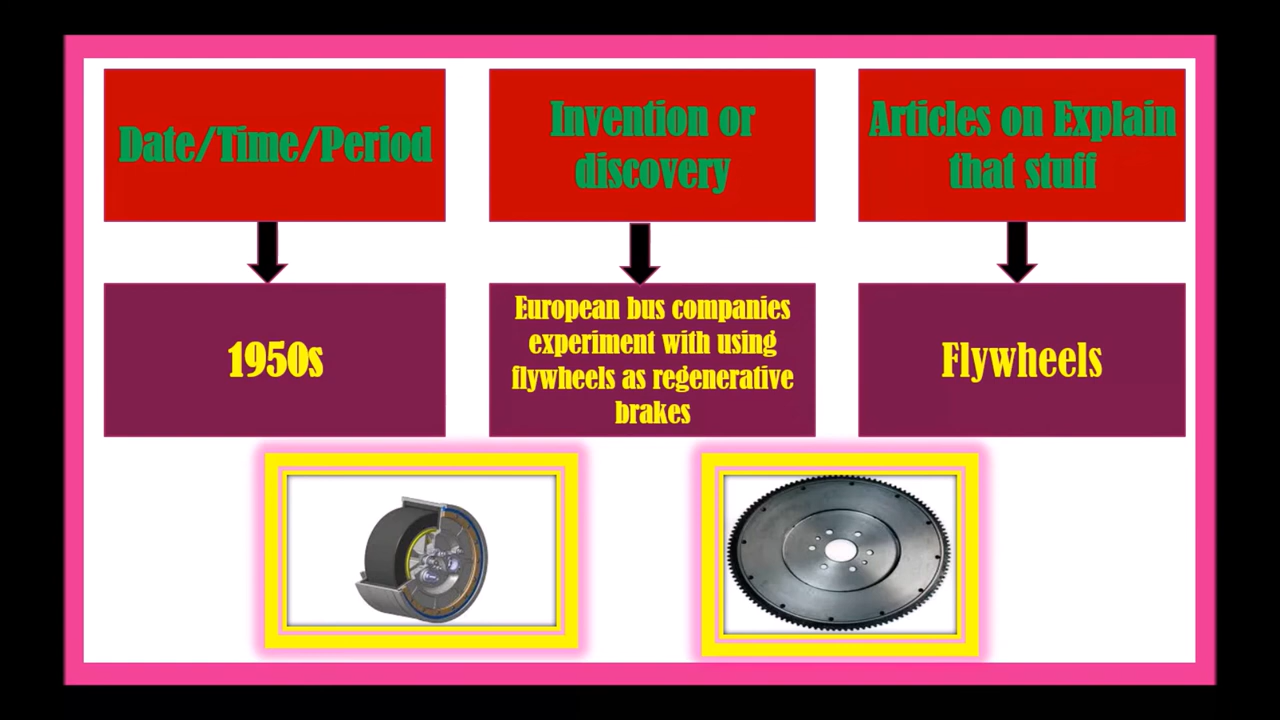 Date/Time/Period
Invention or
discovery
Articles on Explain
that stuff
1950s
European bus companies
experiment with using
flywheels as regenerative
brakes
Flywheels